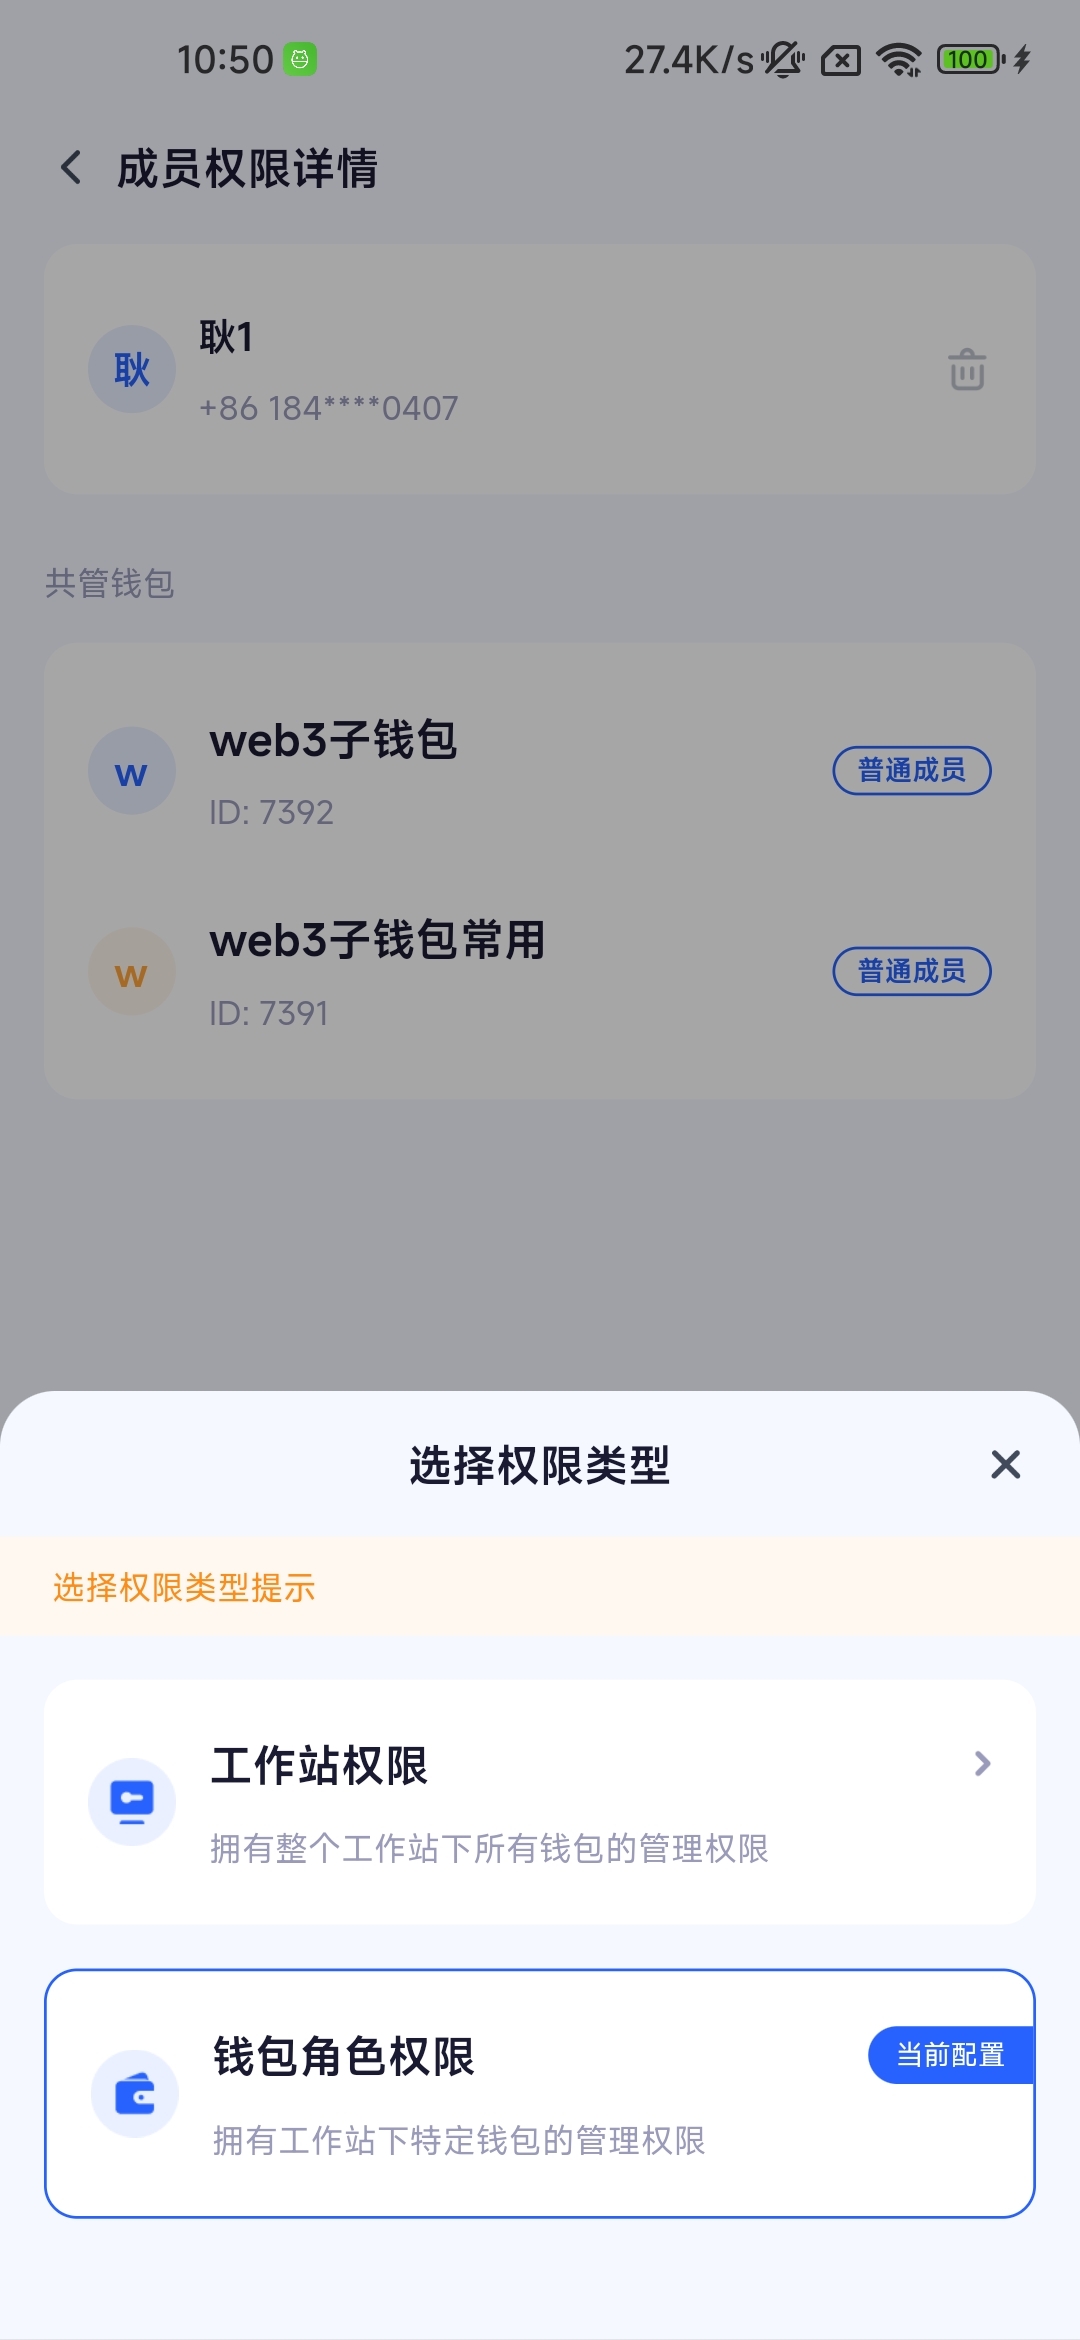 10:50
27.4K/s
100
成员权限详情
耿
耿1
+86 184****0407
共管钱包
w
web3子钱包
ID: 7392
普通成员
w
web3子钱包常用
ID: 7391
普通成员
选择权限类型
选择权限类型提示
工作站权限
拥有整个工作站下所有钱包的管理权限
钱包角色权限
当前配置
拥有工作站下特定钱包的管理权限